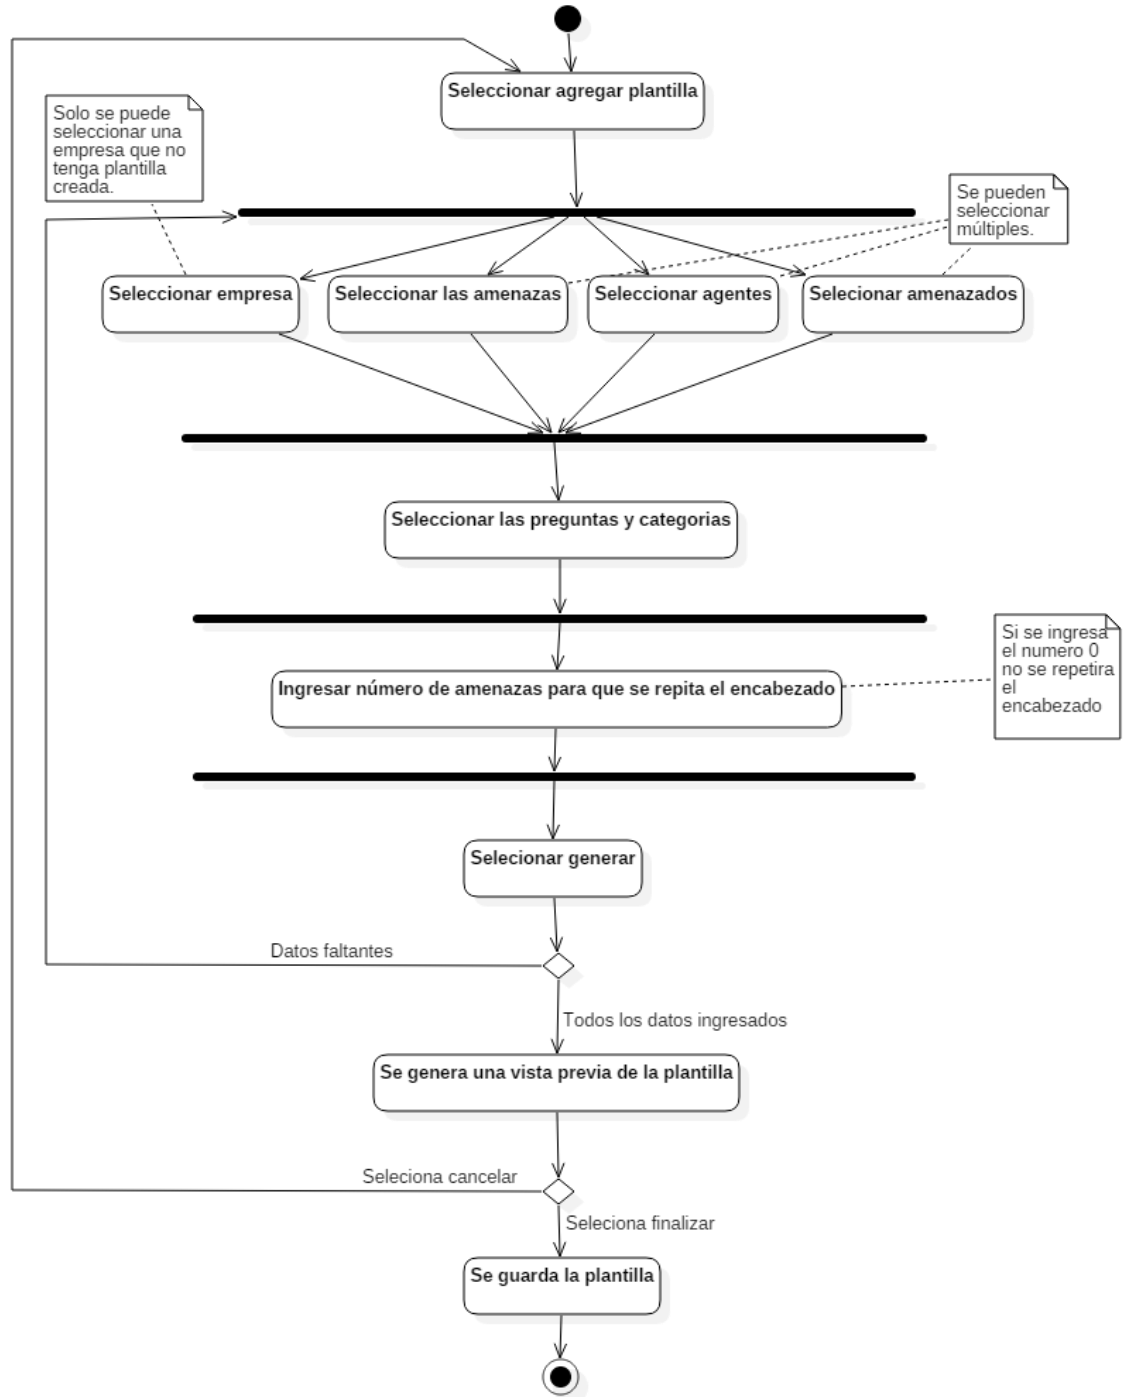 Seleccionar agregar plantilla
Solo se puede
seleccionar una
empresa que no
tenga plantilla
creada.
Se pueden
seleccionar
múltiples.
Seleccionar empresa
Seleccionar las amenazas
Seleccionar agentes
Selecionar amenazados
Seleccionar las preguntas y categorias
Si se ingresa
el numero 0
no se repetira
el
encabezado
Ingresar número de amenazas para que se repita el encabezado
Selecionar generar
Datos faltantes
Todos los datos ingresados
Se genera una vista previa de la plantilla
Seleciona cancelar
Seleciona finalizar
Se guarda la plantilla